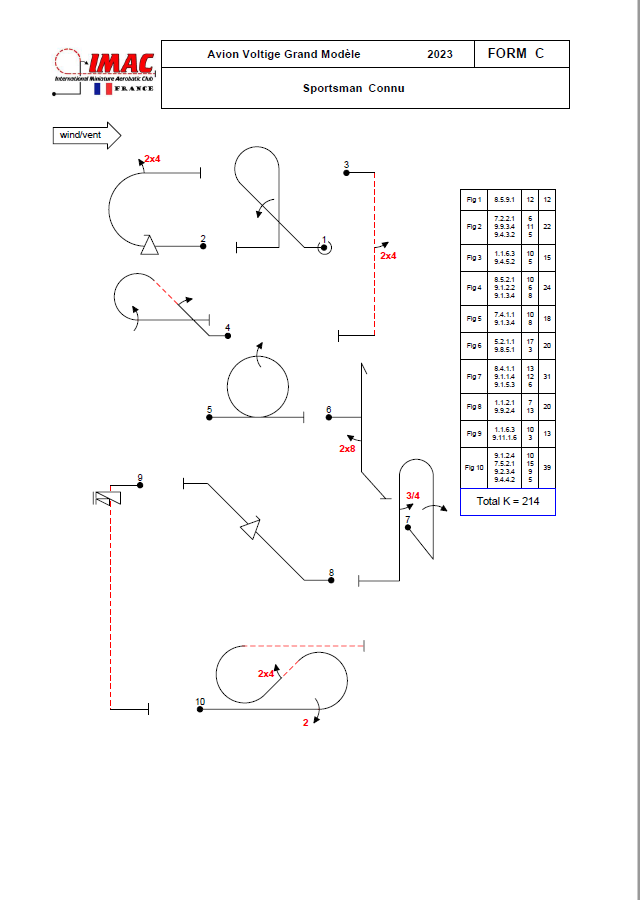 IMAC
International Miniature Aerobatic Club
FRANCE
Avion Voltige Grand Modèle 2023 FORM C
Sportsman Connu
wind/vent
2x4
2
1
3
2x4
4
5
6
2x8
3/4
7
8
9
2x4
10
2
Fig 1 8.5.9.1 12 12
Fig 2 7.2.2.1 6 22
9.9.3.4 11
9.4.3.2 5
Fig 3 1.1.6.3 10 15
9.4.5.2 5
Fig 4 8.5.2.1 10 24
9.1.2.2 6
9.1.3.4 8
Fig 5 7.4.1.1 10 18
9.1.3.4 8
Fig 6 5.2.1.1 17 20
9.8.5.1 3
Fig 7 8.4.1.1 13 31
9.1.1.4 12
9.1.5.3 6
Fig 8 1.1.2.1 7 20
9.9.2.4 13
Fig 9 1.1.6.3 10 13
9.11.1.6 3
Fig 10 9.1.2.4 10 39
7.5.2.1 15
9.2.3.4 9
9.4.4.2 5
Total K = 214